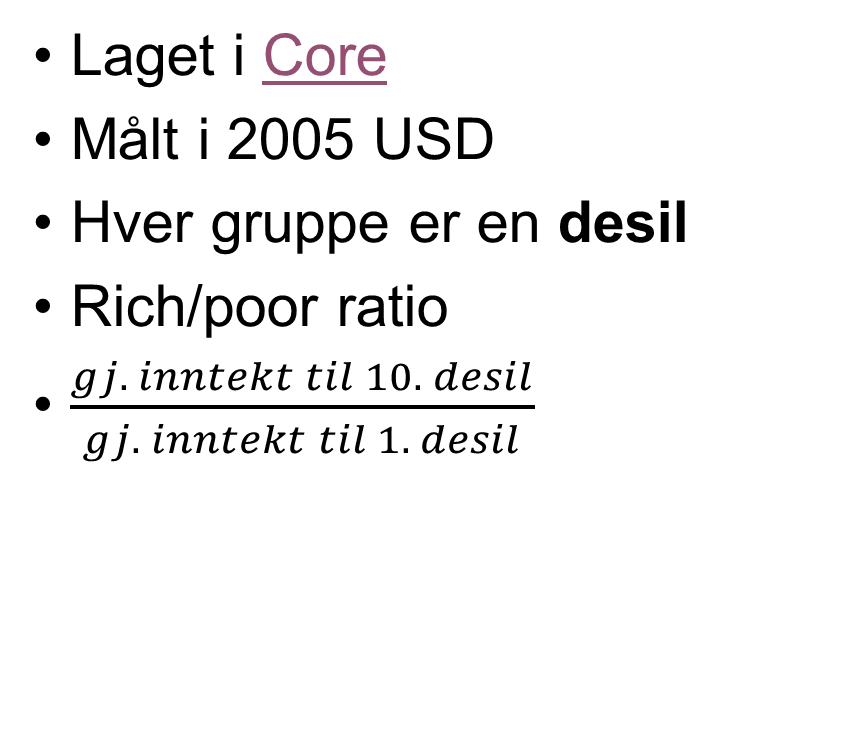 • Laget i Core
• Målt i 2005 USD
• Hver gruppe er en desil
• Rich/poor ratio
• gj. inntekt til 10. desil
gj. inntekt til 1. desil